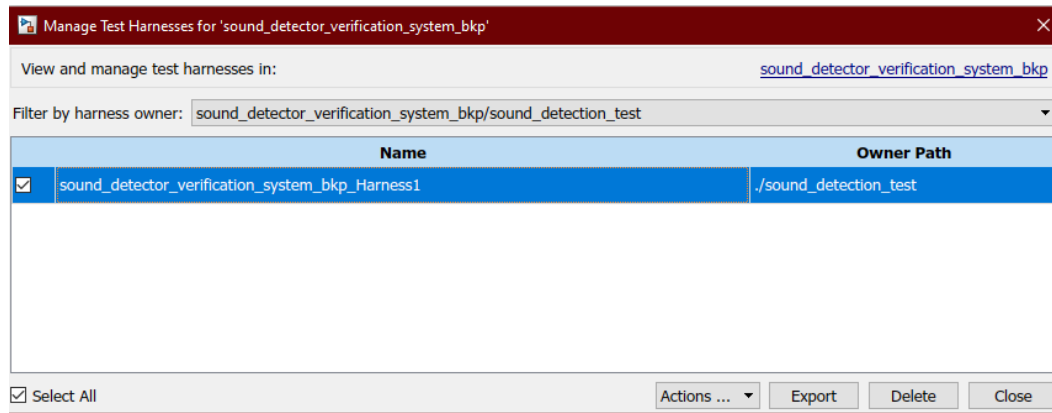 Manage Test Harnesses for 'sound_detector_verification_system_bkp'
View and manage test harnesses in: sound_detector_verification_system_bkp
Filter by harness owner: sound_detector_verification_system_bkp/sound_detection_test
Name Owner Path
sound_detector_verification_system_bkp_Harness1 ./sound_detection_test
Select All Actions ... Export Delete Close